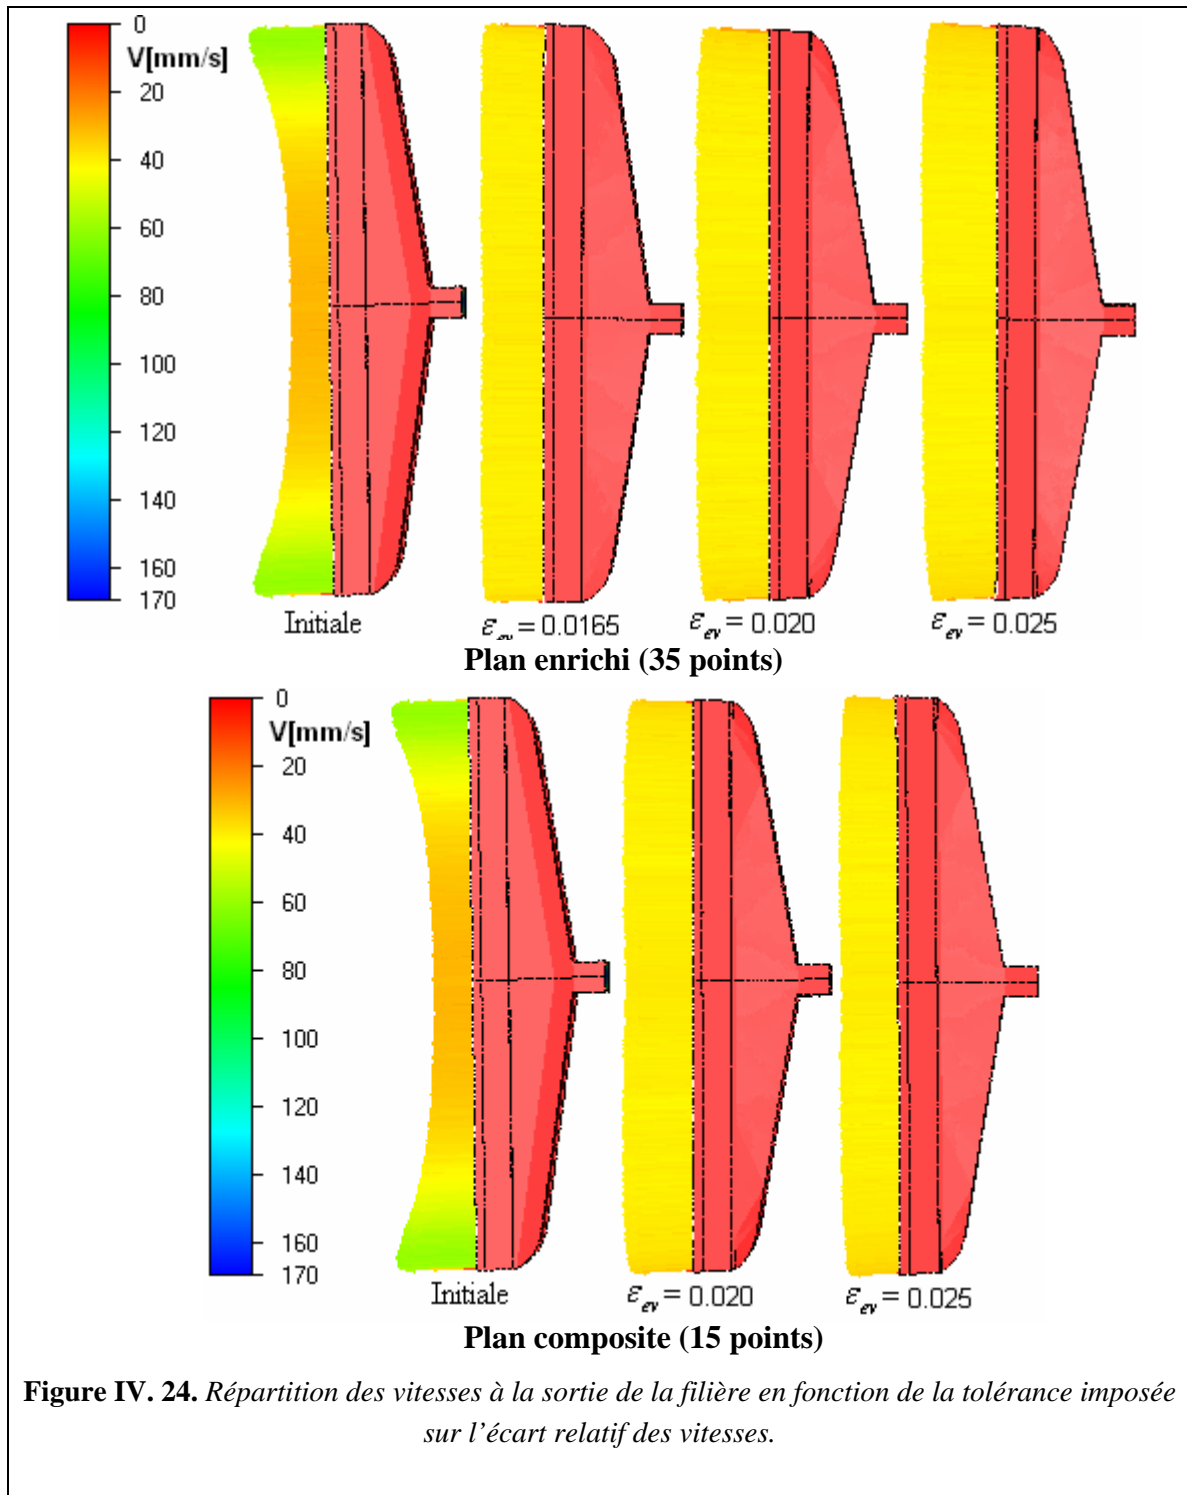 0
V[mm/s]
20
40
60
80
100
120
140
160
170
Initiale
εev = 0.0165
εev = 0.020
εev = 0.025
Plan enrichi (35 points)
0
V[mm/s]
20
40
60
80
100
120
140
160
170
Initiale
εev = 0.020
εev = 0.025
Plan composite (15 points)
Figure IV. 24. Répartition des vitesses à la sortie de la filière en fonction de la tolérance imposée
sur l’écart relatif des vitesses.